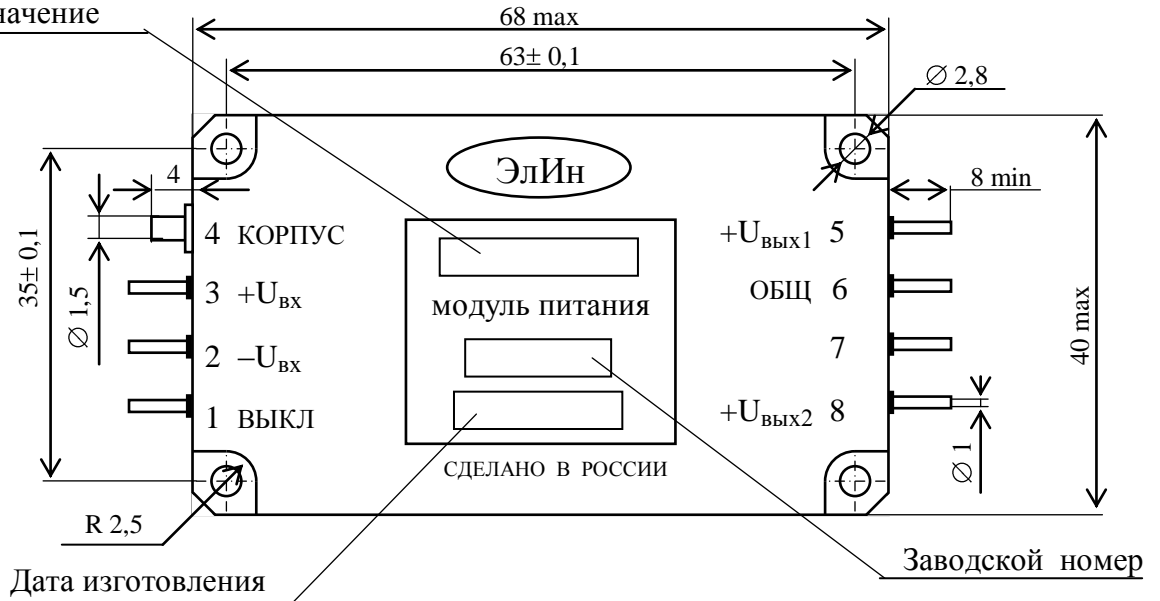 68 max
63± 0,1
∅ 2,8
ЭлИн
4
8 min
4 КОРПУС
+Uвых1 5
35± 0,1
∅ 1,5
3 +Uвх
ОБЩ 6
модуль питания
40 max
2 –Uвх
7
1 ВЫКЛ
+Uвых2 8
∅ 1
СДЕЛАНО В РОССИИ
R 2,5
Заводской номер
Дата изготовления